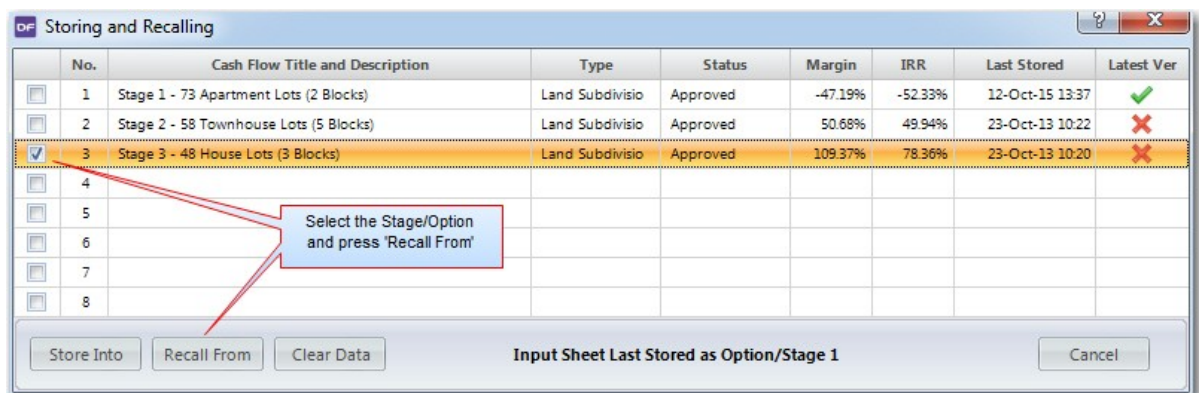 DF Storing and Recalling ? X
No. Cash Flow Title and Description Type Status Margin IRR Last Stored Latest Ver
1 Stage 1 - 73 Apartment Lots (2 Blocks) Land Subdivisio Approved -47.19% -52.33% 12-Oct-15 13:37
2 Stage 2 - 58 Townhouse Lots (5 Blocks) Land Subdivisio Approved 50.68% 49.94% 23-Oct-13 10:22
3 Stage 3 - 48 House Lots (3 Blocks) Land Subdivisio Approved 109.37% 78.36% 23-Oct-13 10:20
4
5
Select the Stage/Option
6
and press 'Recall From'
7
8
Store Into Recall From Clear Data Input Sheet Last Stored as Option/Stage 1 Cancel